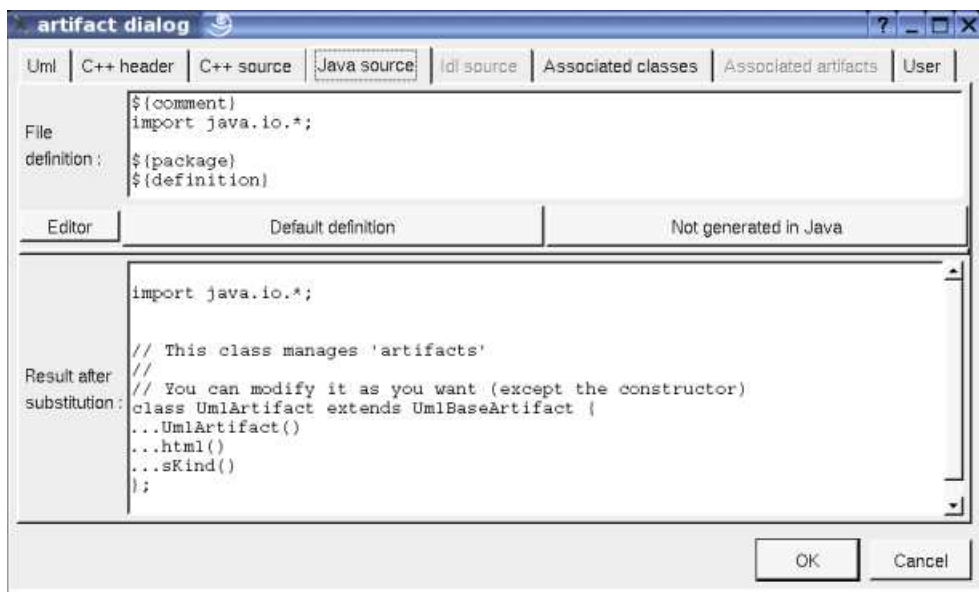 artifact dialog ?
Uml C++ header C++ source Java source Idl source Associated classes Associated artifacts User
File definition :
${comment}
import java.io.*;
${package}
${definition}
Editor Default definition Not generated in Java
Result after substitution :
import java.io.*;
// This class manages 'artifacts'
//
// You can modify it as you want (except the constructor)
class UmlArtifact extends UmlBaseArtifact {
...UmlArtifact()
...html()
...sKind()
};
OK Cancel